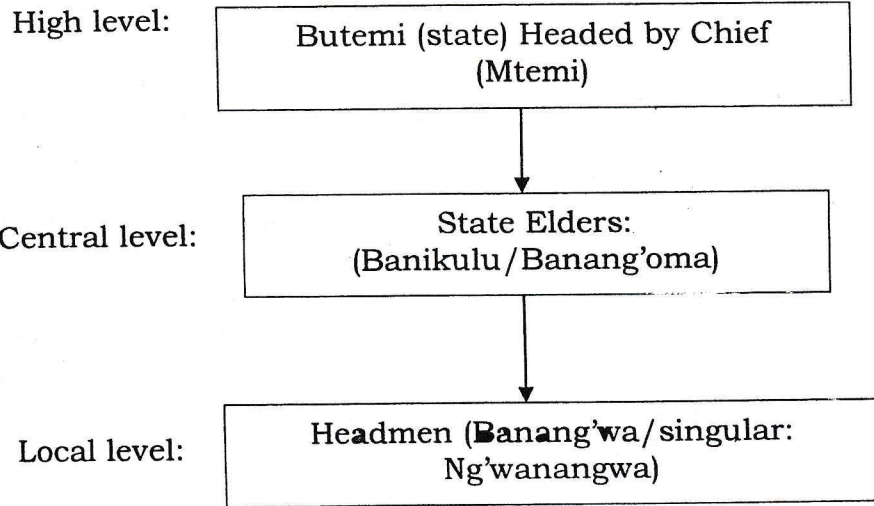 High level:
Butemi (state) Headed by Chief
(Mtemi)
Central level:
State Elders:
(Banikulu/Banang'oma)
Local level:
Headmen (Banang'wa/singular:
Ng'wanangwa)